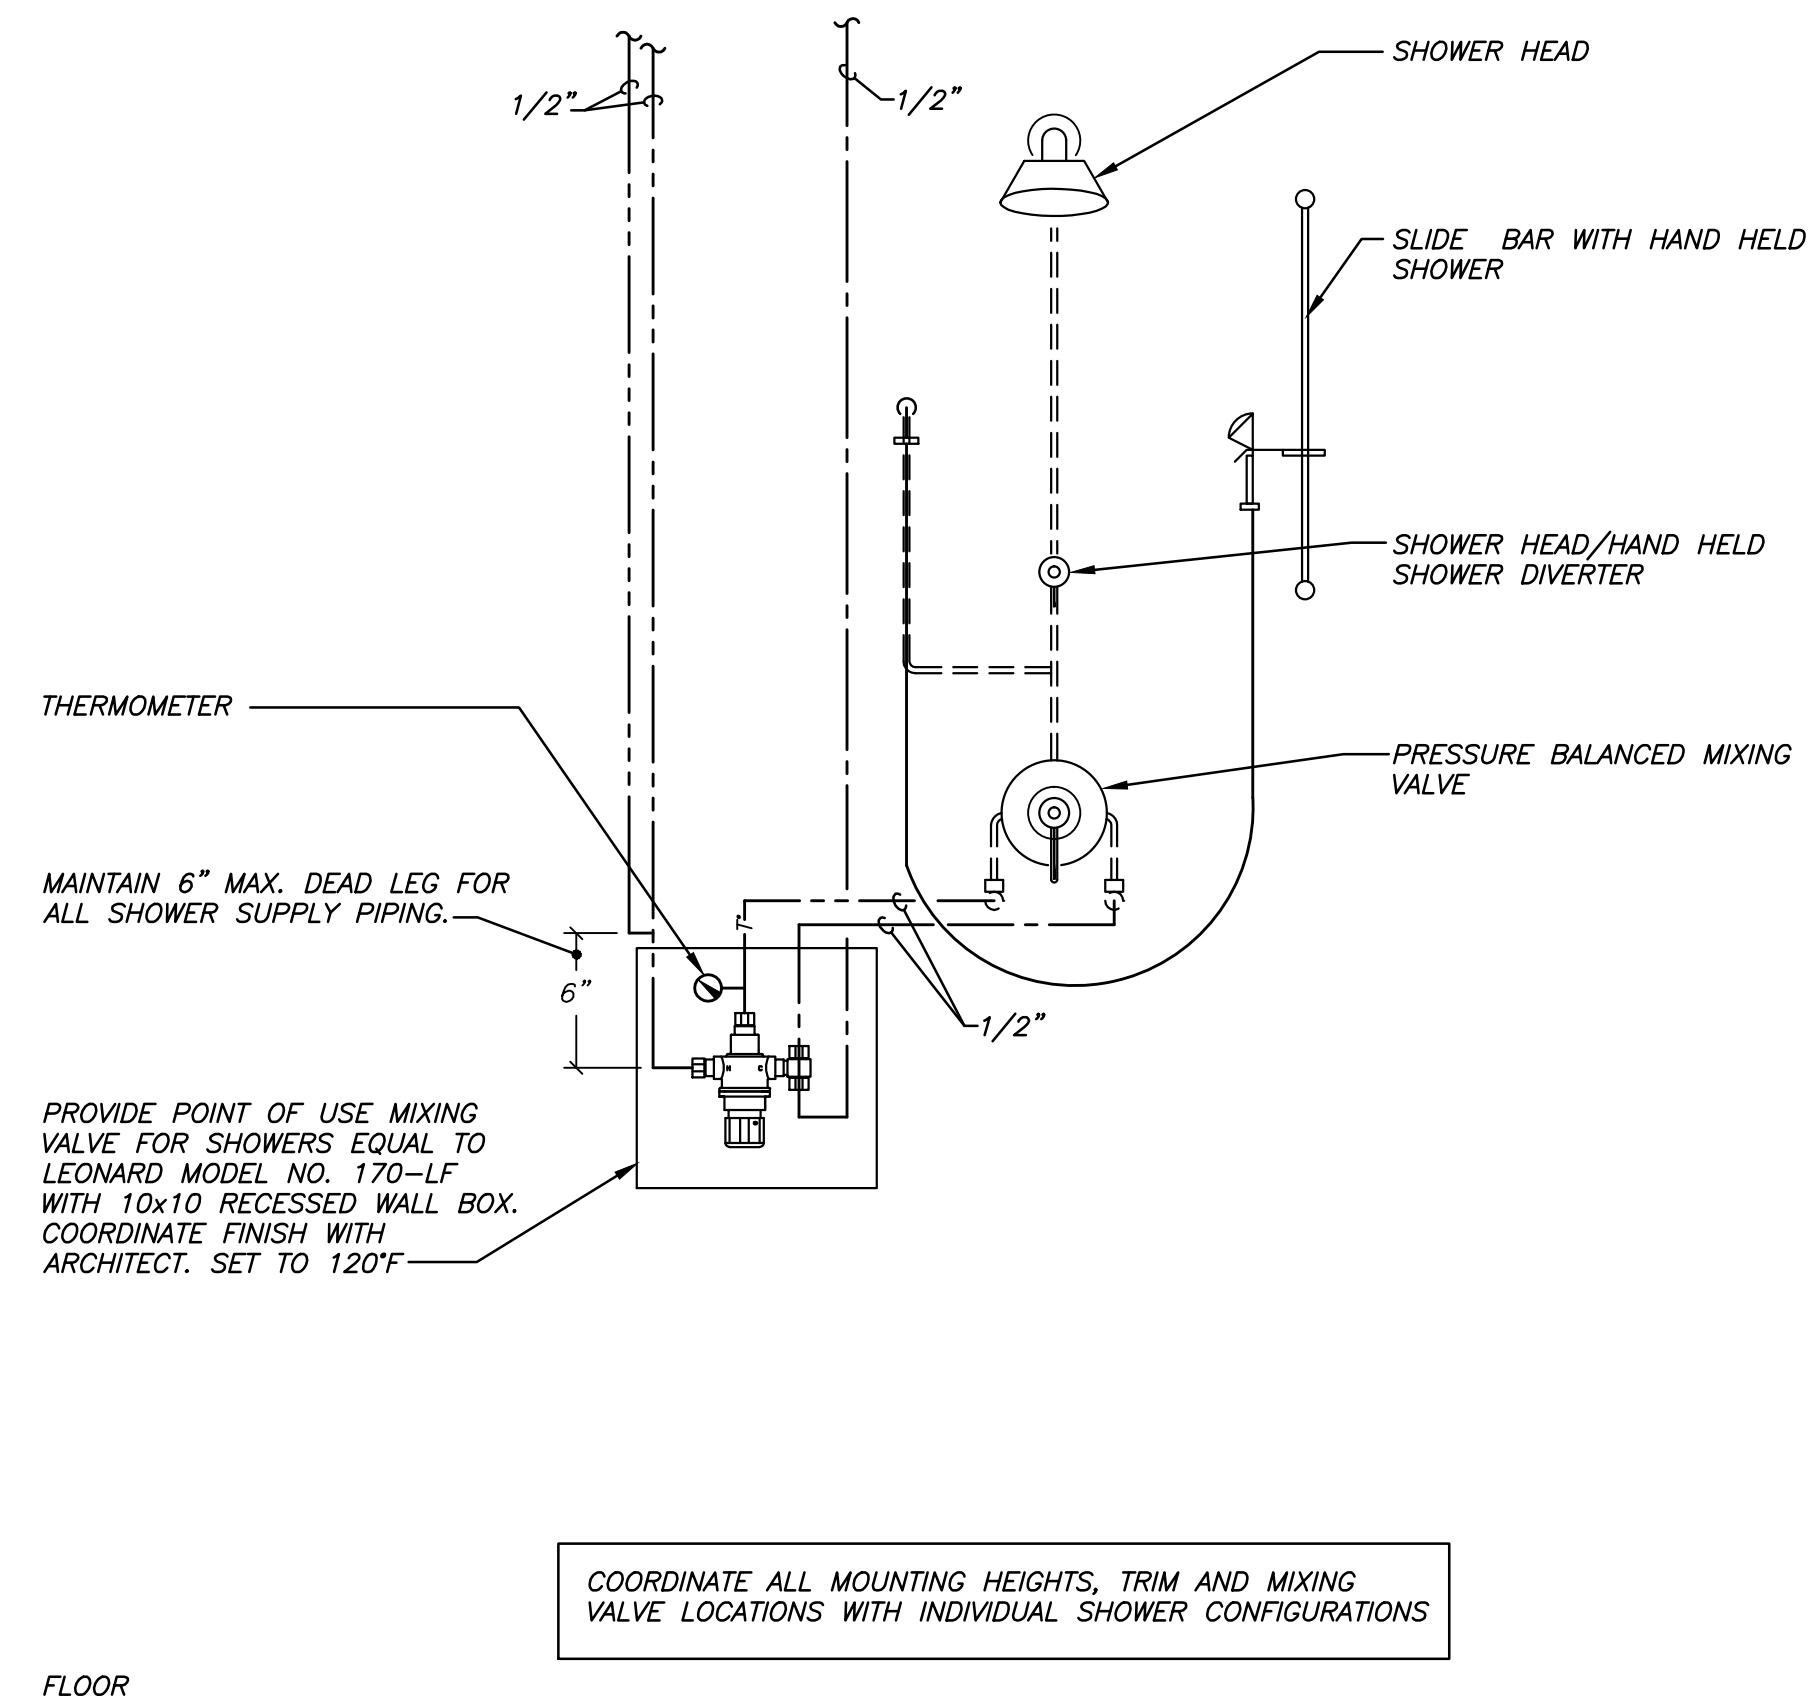 SHOWER HEAD
1/2"
1/2"
SLIDE BAR WITH HAND HELD
SHOWER
SHOWER HEAD/HAND HELD
SHOWER DIVERTER
THERMOMETER
PRESSURE BALANCED MIXING
VALVE
MAINTAIN 6" MAX. DEAD LEG FOR
ALL SHOWER SUPPLY PIPING.
T
6"
1/2"
H C
PROVIDE POINT OF USE MIXING
VALVE FOR SHOWERS EQUAL TO
LEONARD MODEL NO. 170-LF
WITH 10x10 RECESSED WALL BOX.
COORDINATE FINISH WITH
ARCHITECT. SET TO 120°F
COORDINATE ALL MOUNTING HEIGHTS, TRIM AND MIXING
VALVE LOCATIONS WITH INDIVIDUAL SHOWER CONFIGURATIONS
FLOOR